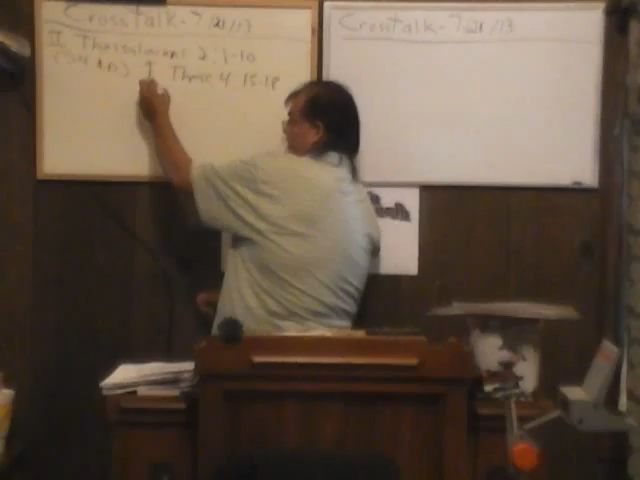 CrossTalk - 7/21/13
II Thessalonians 2:1-10
I Thess 4:15-18
CrossTalk - 7/21/13